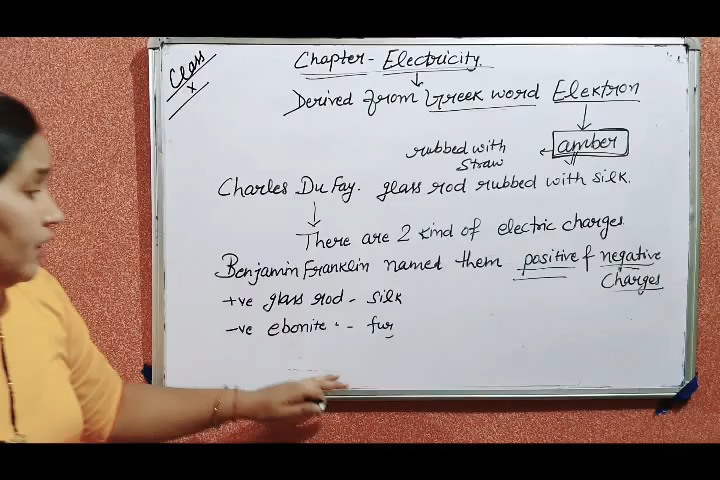 Class
X
Chapter - Electricity.
Derived from Greek word Elektron
amber
rubbed with
straw
Charles Du Fay. glass rod rubbed with silk.
There are 2 kind of electric charges.
Benjamin Franklin named them positive & negative
Charges
+ve glass rod - silk
-ve ebonite " - fur